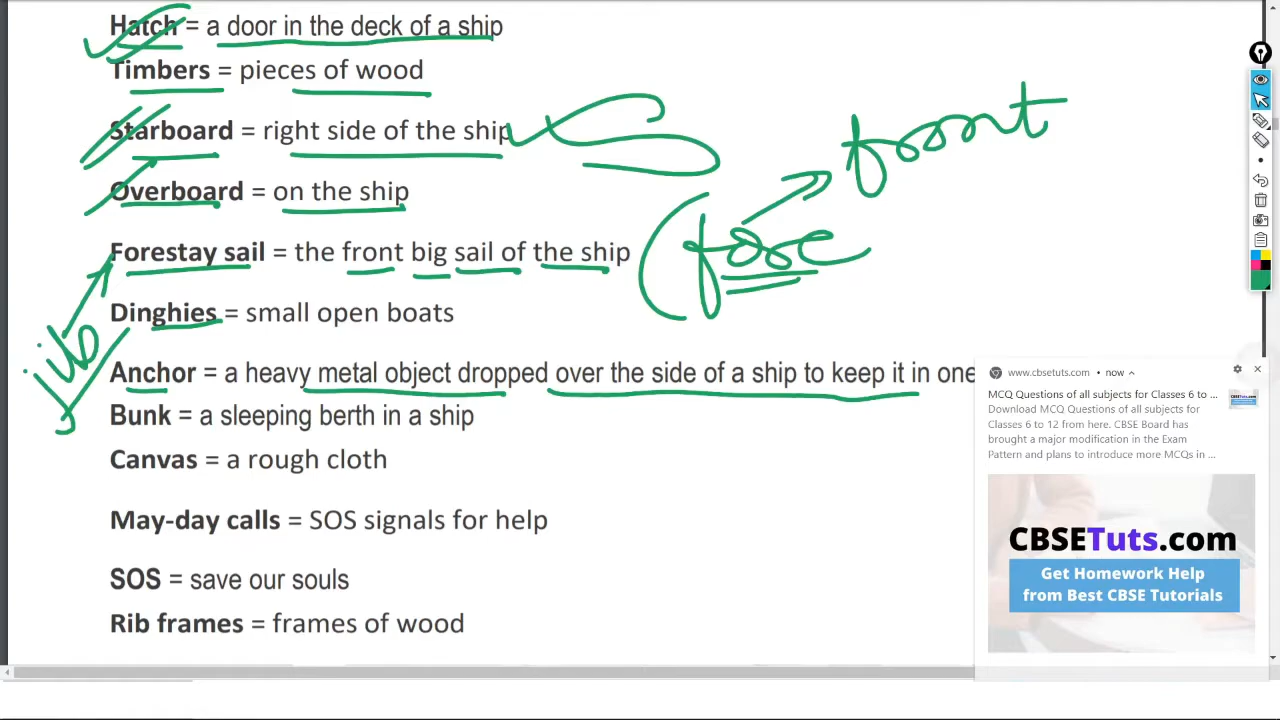 Hatch = a door in the deck of a ship
Timbers = pieces of wood
Starboard = right side of the ship
front
Overboard = on the ship
Forestay sail = the front big sail of the ship
fore
Dinghies = small open boats
jib
Anchor = a heavy metal object dropped over the side of a ship to keep it in one
Bunk = a sleeping berth in a ship
Canvas = a rough cloth
May-day calls = SOS signals for help
SOS = save our souls
Rib frames = frames of wood
www.cbsetuts.com • now
MCQ Questions of all subjects for Classes 6 to ...
Download MCQ Questions of all subjects for
Classes 6 to 12 from here. CBSE Board has
brought a major modification in the Exam
Pattern and plans to introduce more MCQs in ...
CBSETuts.com
Get Homework Help
from Best CBSE Tutorials